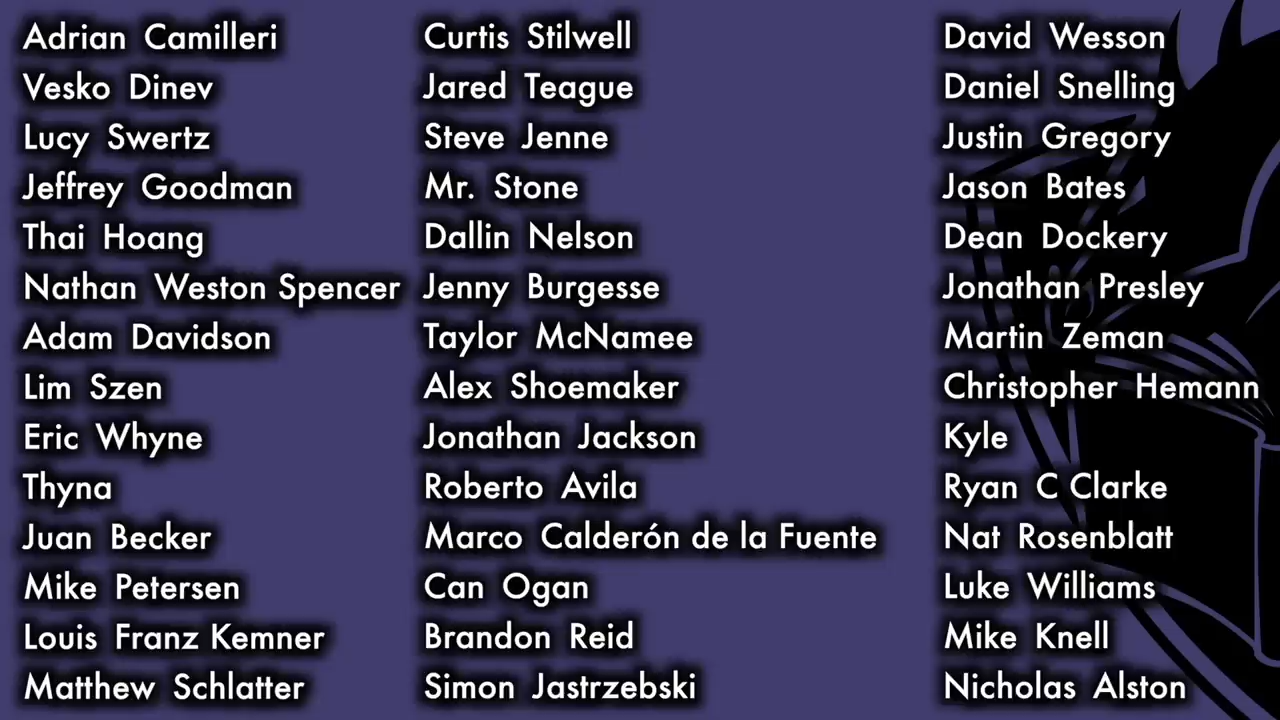 Adrian Camilleri
Vesko Dinev
Lucy Swertz
Jeffrey Goodman
Thai Hoang
Nathan Weston Spencer
Adam Davidson
Lim Szen
Eric Whyne
Thyna
Juan Becker
Mike Petersen
Louis Franz Kemner
Matthew Schlatter
Curtis Stilwell
Jared Teague
Steve Jenne
Mr. Stone
Dallin Nelson
Jenny Burgesse
Taylor McNamee
Alex Shoemaker
Jonathan Jackson
Roberto Avila
Marco Calderón de la Fuente
Can Ogan
Brandon Reid
Simon Jastrzebski
David Wesson
Daniel Snelling
Justin Gregory
Jason Bates
Dean Dockery
Jonathan Presley
Martin Zeman
Christopher Hemann
Kyle
Ryan C Clarke
Nat Rosenblatt
Luke Williams
Mike Knell
Nicholas Alston